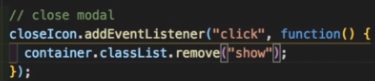 // close modal
closeIcon.addEventListener("click", function() {
  container.classList.remove("show");
});